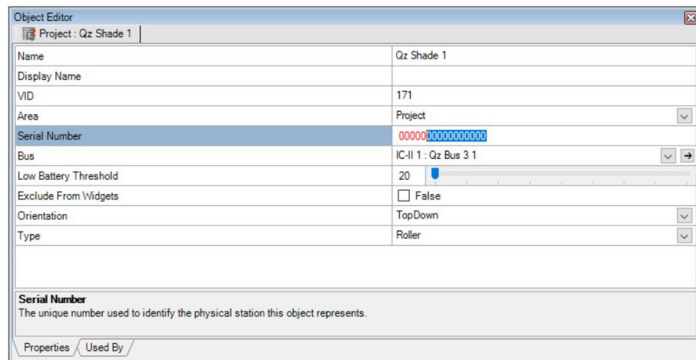 Object Editor
Project : Qz Shade 1
Name Qz Shade 1
Display Name
VID 171
Area Project
Serial Number 0000000000000000
Bus IC-II 1 : Qz Bus 3 1
Low Battery Threshold 20
Exclude From Widgets False
Orientation TopDown
Type Roller
Serial Number
The unique number used to identify the physical station this object represents.
Properties Used By